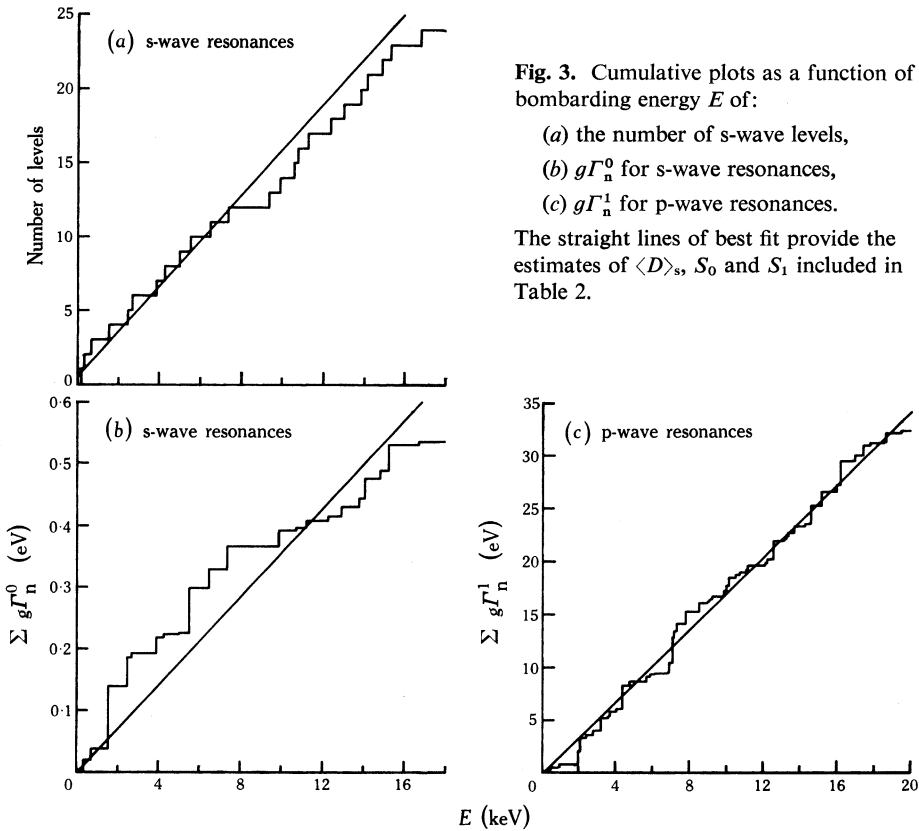 25
20
15
10
5
0
Number of levels
(a) s-wave resonances
Fig. 3. Cumulative plots as a function of
bombarding energy E of:
(a) the number of s-wave levels,
(b) gΓ⁰ₙ for s-wave resonances,
(c) gΓ¹ₙ for p-wave resonances.
The straight lines of best fit provide the
estimates of ⟨D⟩ₛ, S₀ and S₁ included in
Table 2.
0·6
0·5
0·4
0·3
0·2
0·1
Σ gΓ⁰ₙ (eV)
(b) s-wave resonances
0 4 8 12 16
35
30
25
20
15
10
5
Σ gΓ¹ₙ (eV)
(c) p-wave resonances
0 4 8 12 16 20
E (keV)